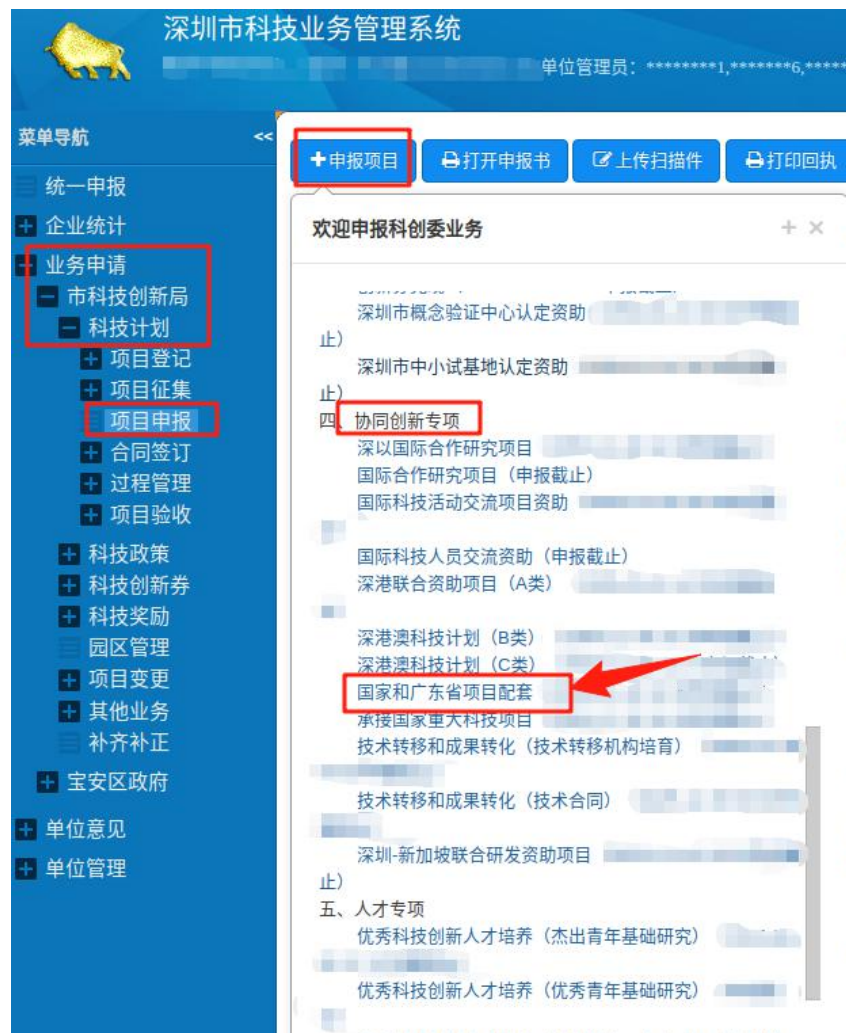 深圳市科技业务管理系统
单位管理员：********1,*******6,*****
菜单导航 <<
统一申报
企业统计
业务申请
市科技创新局
科技计划
项目登记
项目征集
项目申报
合同签订
过程管理
项目验收
科技政策
科技创新券
科技奖励
园区管理
项目变更
其他业务
补齐补正
宝安区政府
单位意见
单位管理
申报项目 打开申报书 上传扫描件 打印回执
欢迎申报科创委业务
深圳市概念验证中心认定资助
止）
深圳市中小试基地认定资助
止）
四、协同创新专项
深以国际合作研究项目
国际合作研究项目（申报截止）
国际科技活动交流项目资助
国际科技人员交流资助（申报截止）
深港联合资助项目（A类）
深港澳科技计划（B类）
深港澳科技计划（C类）
国家和广东省项目配套
承接国家重大科技项目
技术转移和成果转化（技术转移机构培育）
技术转移和成果转化（技术合同）
深圳-新加坡联合研发资助项目
止）
五、人才专项
优秀科技创新人才培养（杰出青年基础研究）
优秀科技创新人才培养（优秀青年基础研究）